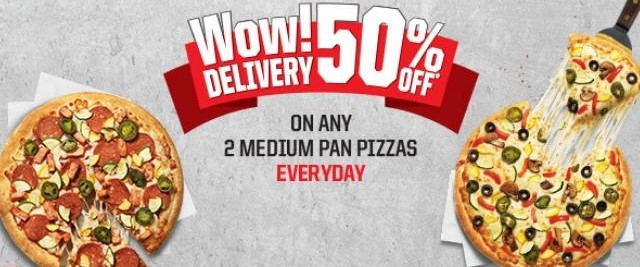 Wow! 50%
DELIVERY OFF*
ON ANY
2 MEDIUM PAN PIZZAS
EVERYDAY